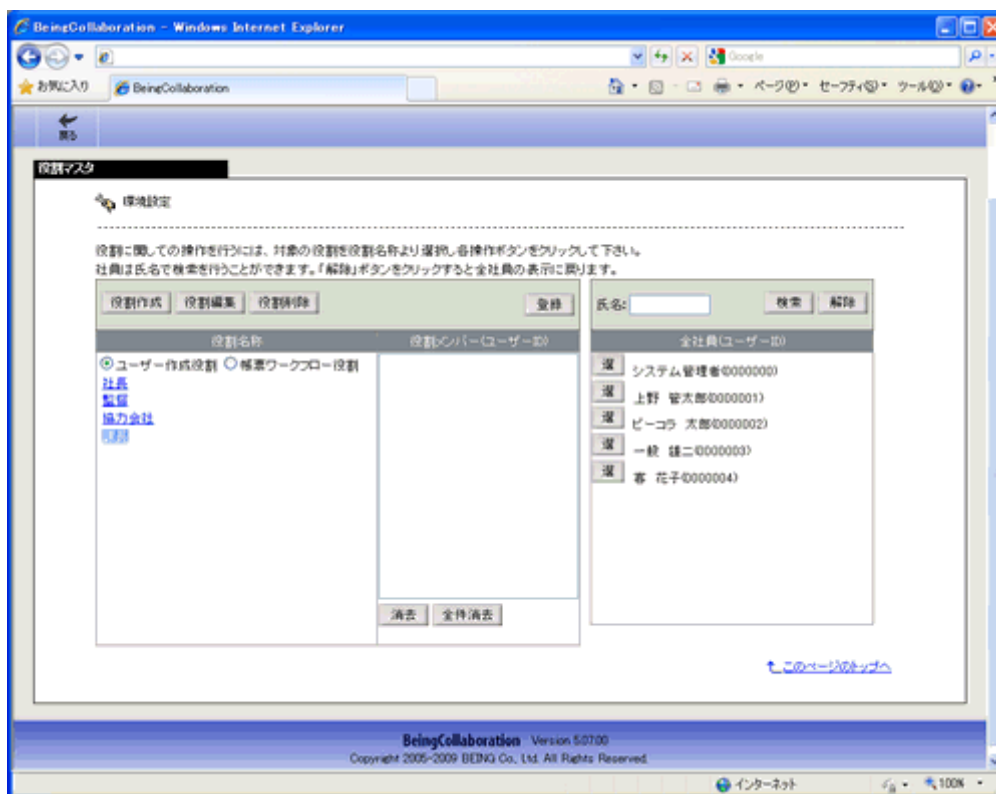 BeingCollaboration - Windows Internet Explorer
Google
お気に入り
BeingCollaboration
ページ(P)
セーフティ(S)
ツール(O)
戻る
役割マスタ
環境設定
役割に関しての操作を行うには、対象の役割を役割名称より選択し各操作ボタンをクリックして下さい。
社員は氏名で検索を行うことができます。「解除」ボタンをクリックすると全社員の表示に戻ります。
役割作成 役割編集 役割削除 登録
氏名: 検索 解除
役割名称 役割メンバー(ユーザーID) 全社員(ユーザーID)
ユーザー作成役割 帳票ワークフロー役割
社長
監督
協力会社
選 システム管理者(0000000)
選 上野 管太郎(0000001)
選 ビーコラ 太郎(0000002)
選 一般 雄二(0000003)
選 客 花子(0000004)
消去 全件消去
このページのトップへ
BeingCollaboration Version 5.07.00
Copyright 2005-2009 BEING Co., Ltd. All Rights Reserved.
インターネット
100%